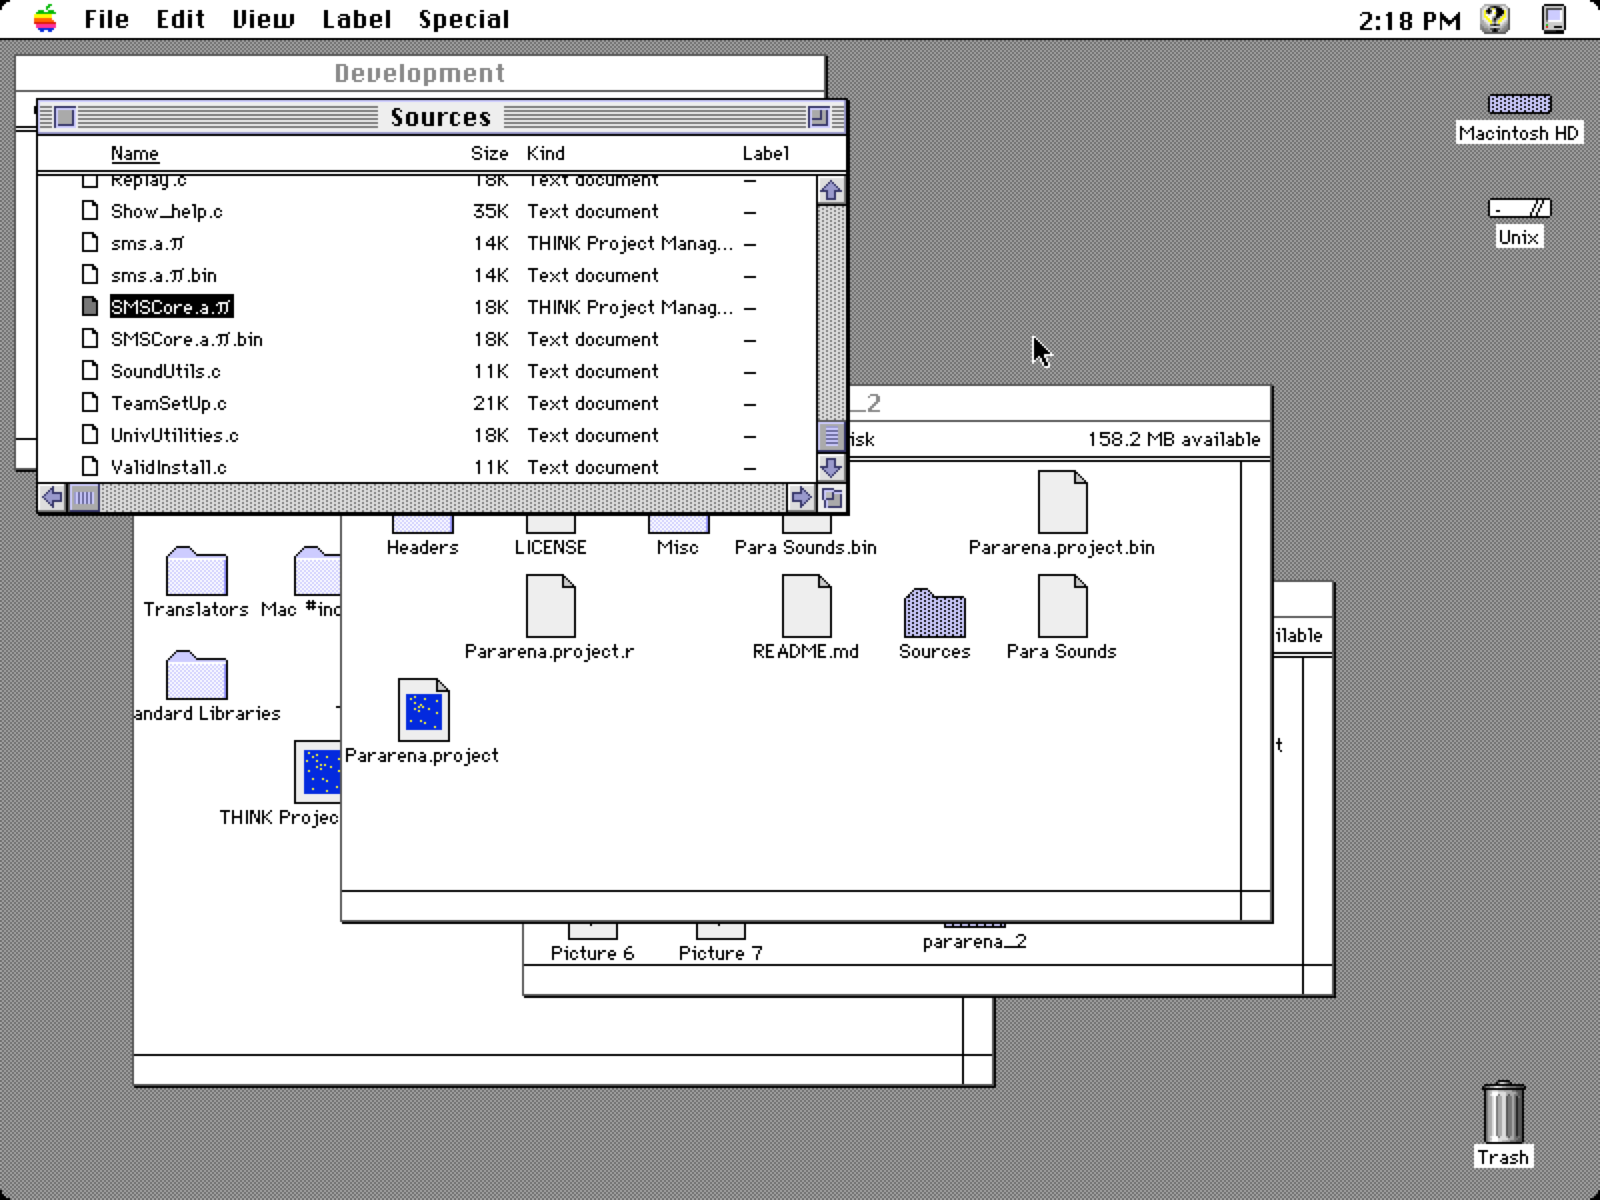 File Edit View Label Special 2:18 PM
Development
Sources
Name Size Kind Label
Replay.c 18K Text document –
Show_help.c 35K Text document –
sms.a.π 14K THINK Project Manag... –
sms.a.π.bin 14K Text document –
SMSCore.a.π 18K THINK Project Manag... –
SMSCore.a.π.bin 18K Text document –
SoundUtils.c 11K Text document –
TeamSetUp.c 21K Text document –
UnivUtilities.c 18K Text document –
ValidInstall.c 11K Text document –
Macintosh HD
Unix
_2
isk 158.2 MB available
Headers LICENSE Misc Para Sounds.bin Pararena.project.bin
Pararena.project.r README.md Sources Para Sounds
Pararena.project
Translators Mac #inc
andard Libraries
THINK Projec
ilable
t
Picture 6 Picture 7 pararena_2
Trash